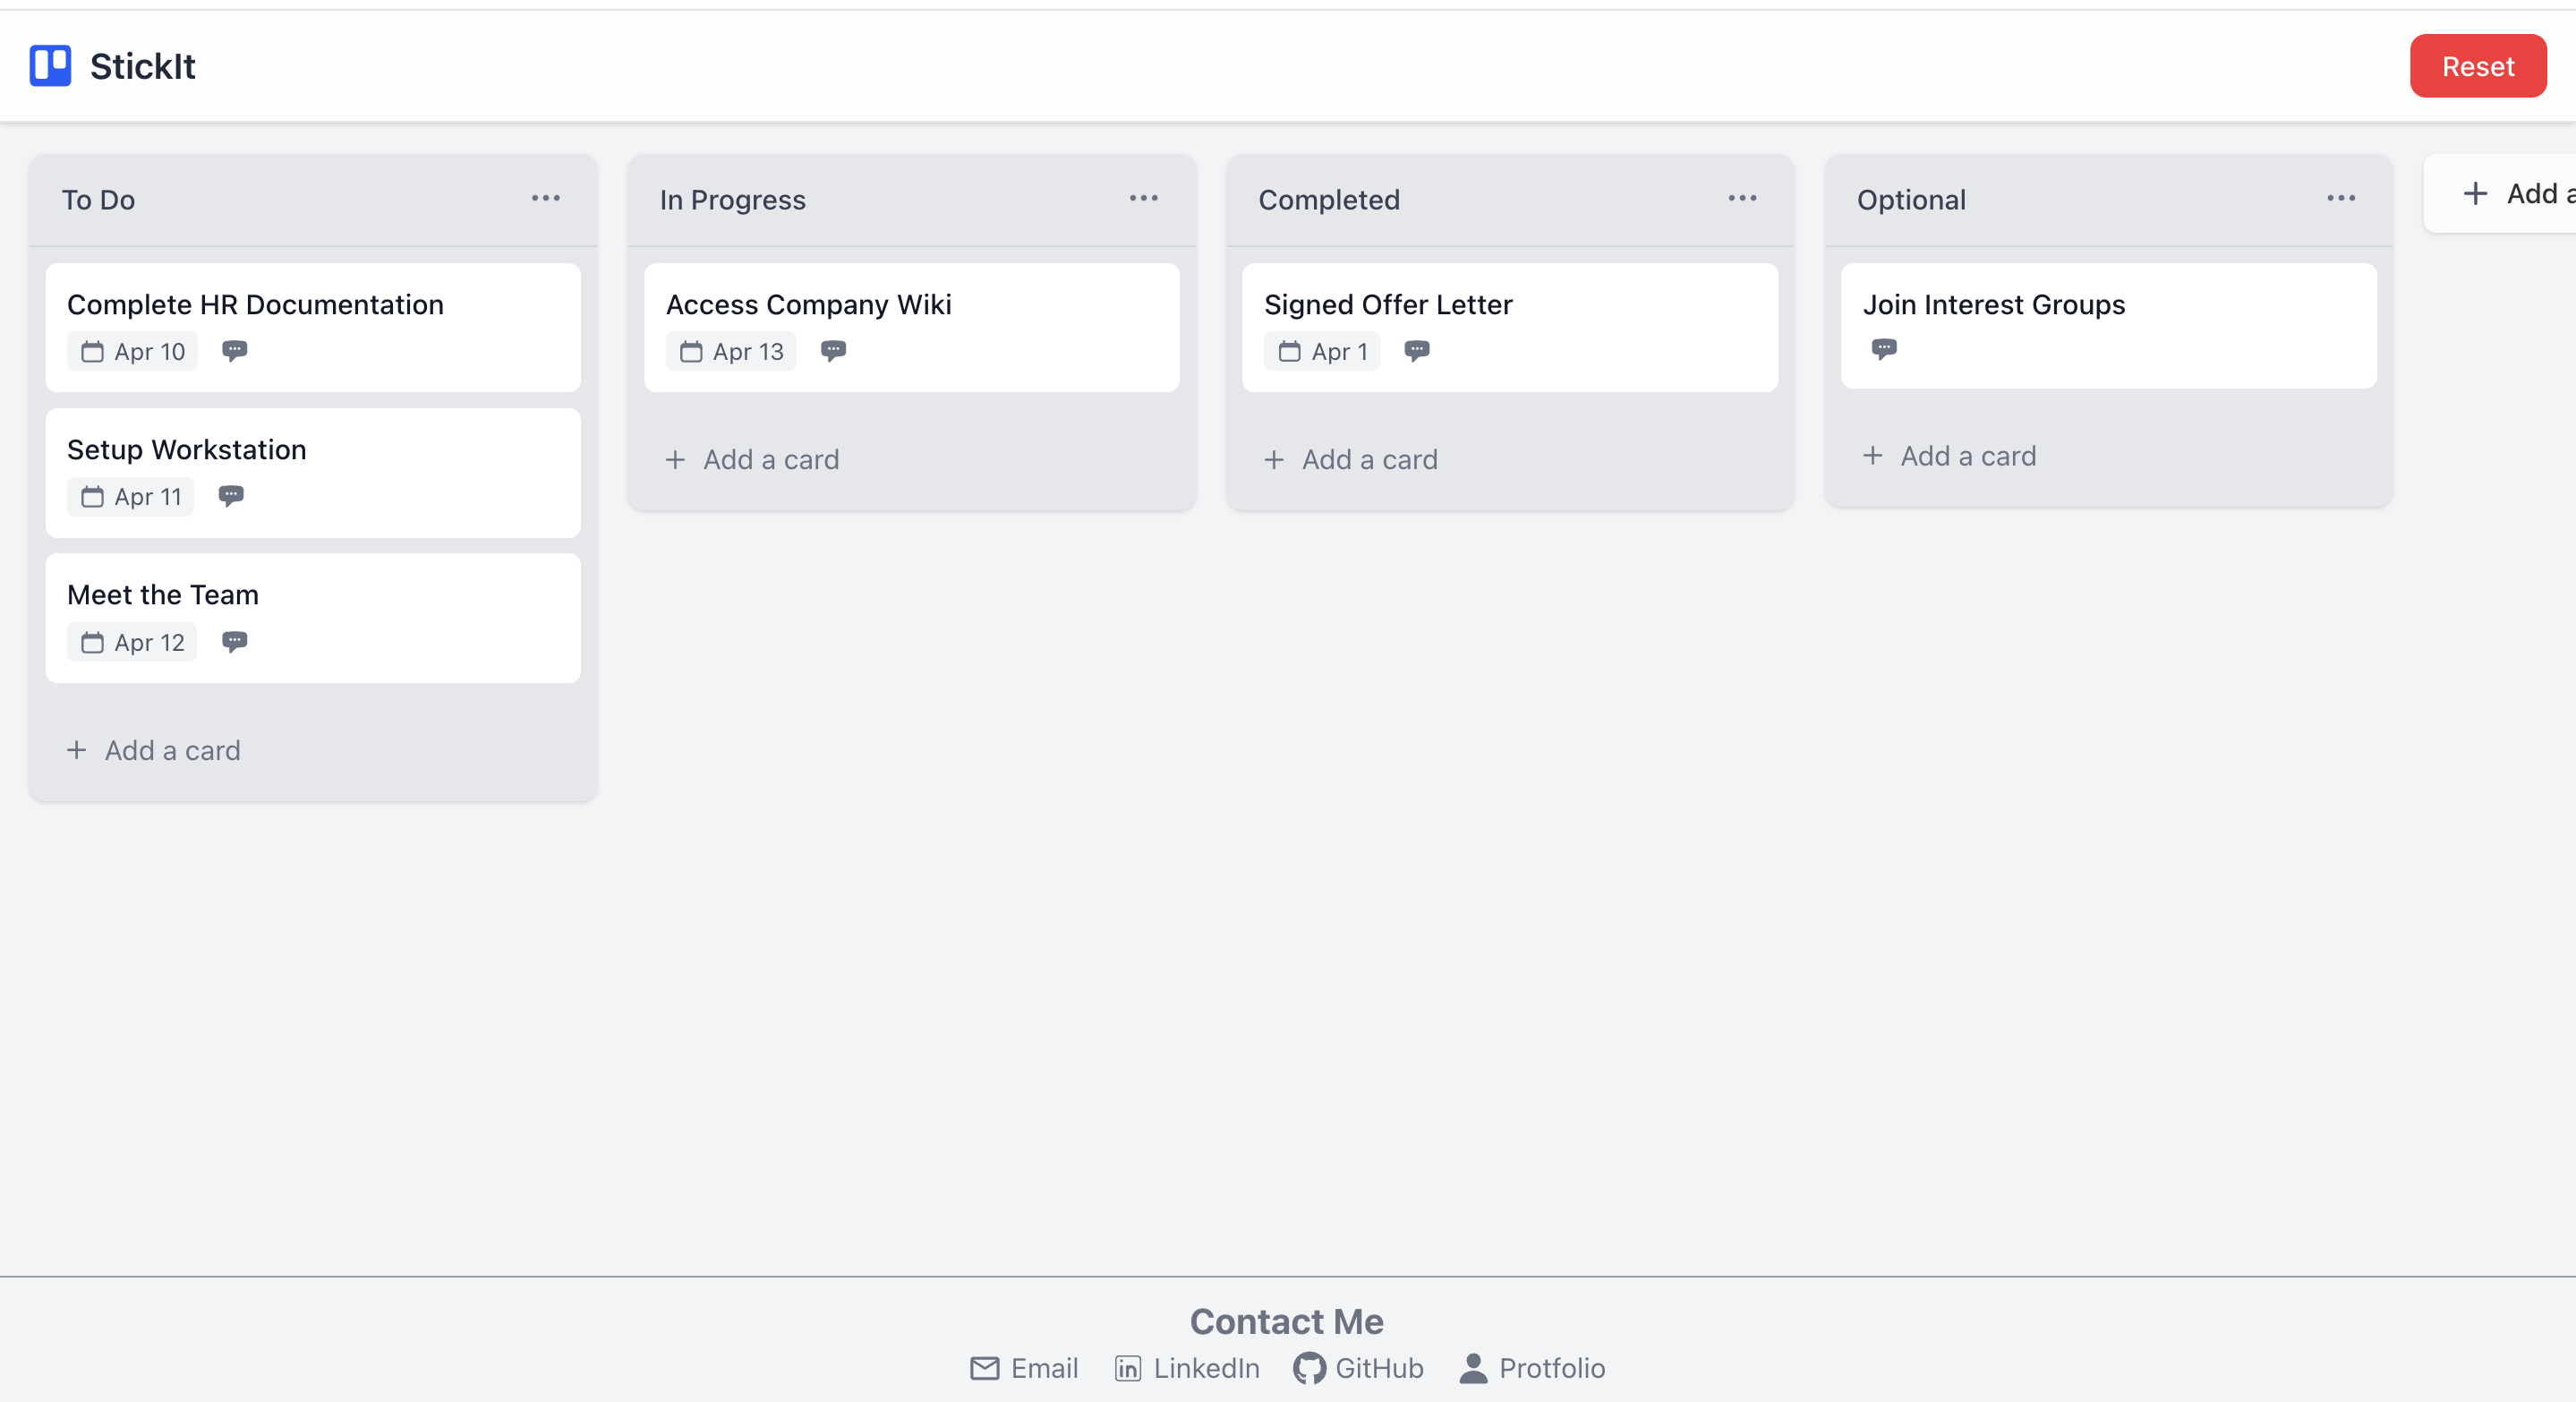 StickIt
Reset
To Do
Complete HR Documentation
Apr 10
Setup Workstation
Apr 11
Meet the Team
Apr 12
+ Add a card
In Progress
Access Company Wiki
Apr 13
+ Add a card
Completed
Signed Offer Letter
Apr 1
+ Add a card
Optional
Join Interest Groups
+ Add a card
+ Add a
Contact Me
Email LinkedIn GitHub Protfolio